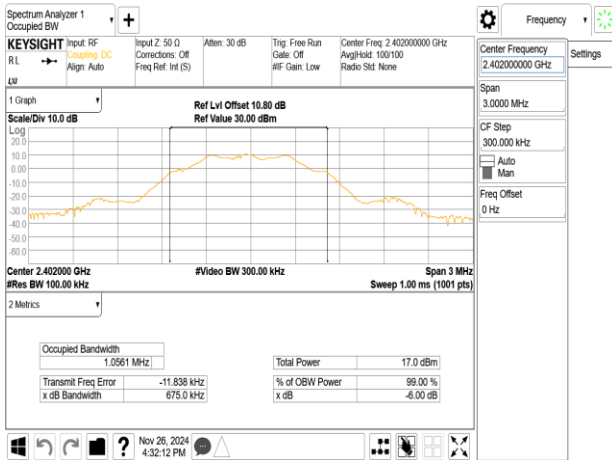 Spectrum Analyzer 1
Occupied BW
+
Frequency
KEYSIGHT
RL
LXI
Input: RF
Coupling: DC
Align: Auto
Input Z: 50 Ω
Corrections: Off
Freq Ref: Int (S)
Atten: 30 dB
Trig: Free Run
Gate: Off
#IF Gain: Low
Center Freq: 2.402000000 GHz
Avg|Hold: 100/100
Radio Std: None
Center Frequency
2.402000000 GHz
Settings
Span
3.0000 MHz
CF Step
300.000 kHz
Auto
Man
Freq Offset
0 Hz
1 Graph
Scale/Div 10.0 dB
Ref Lvl Offset 10.80 dB
Ref Value 30.00 dBm
Log
20.0
10.0
0.00
-10.0
-20.0
-30.0
-40.0
-50.0
-60.0
Center 2.402000 GHz
#Video BW 300.00 kHz
Span 3 MHz
#Res BW 100.00 kHz
Sweep 1.00 ms (1001 pts)
2 Metrics
Occupied Bandwidth
1.0561 MHz
Total Power 17.0 dBm
Transmit Freq Error -11.838 kHz
% of OBW Power 99.00 %
x dB Bandwidth 675.0 kHz
x dB -6.00 dB
?
Nov 26, 2024
4:32:12 PM